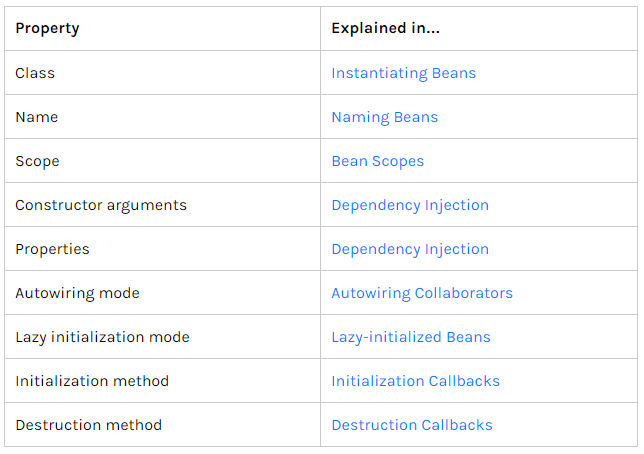 Property Explained in...
Class Instantiating Beans
Name Naming Beans
Scope Bean Scopes
Constructor arguments Dependency Injection
Properties Dependency Injection
Autowiring mode Autowiring Collaborators
Lazy initialization mode Lazy-initialized Beans
Initialization method Initialization Callbacks
Destruction method Destruction Callbacks